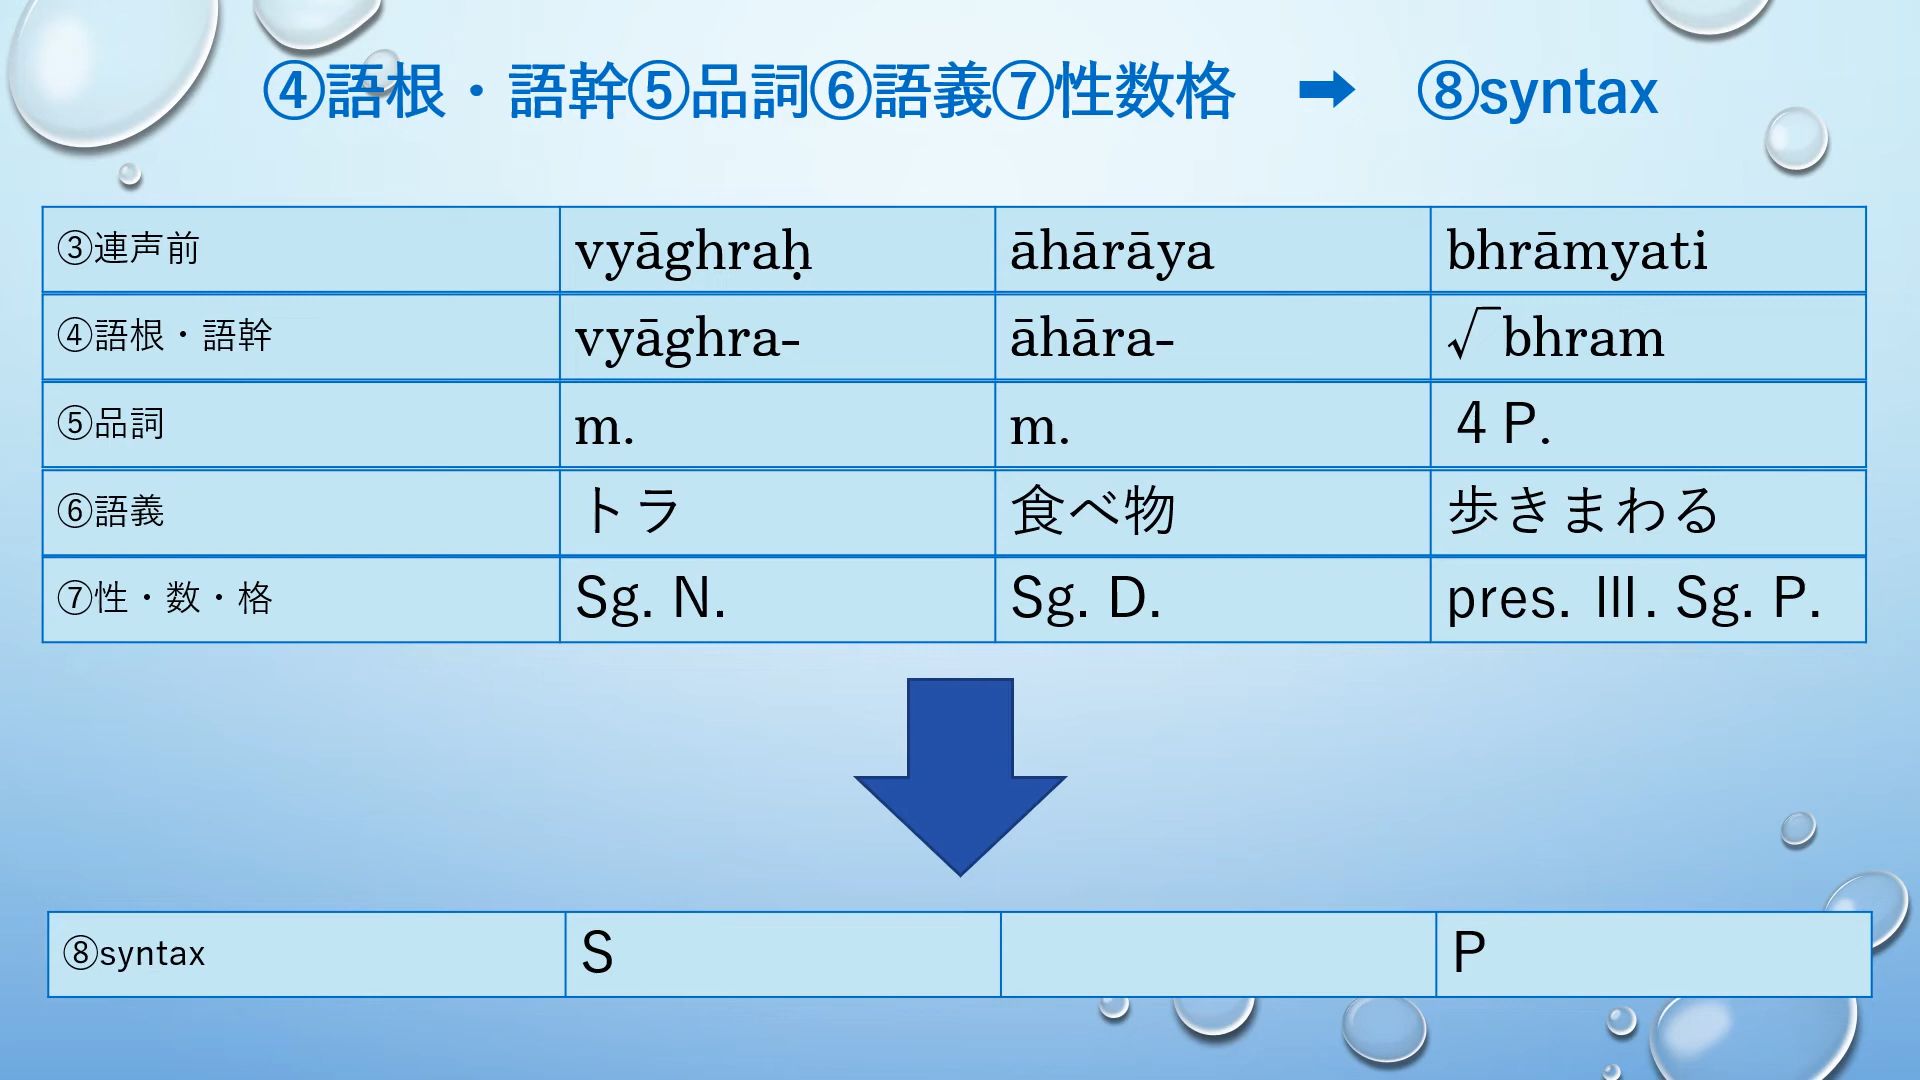 ④語根・語幹⑤品詞⑥語義⑦性数格 ➡ ⑧syntax
③連声前 vyāghraḥ āhārāya bhrāmyati
④語根・語幹 vyāghra- āhāra- √bhram
⑤品詞 m. m. ４P.
⑥語義 トラ 食べ物 歩きまわる
⑦性・数・格 Sg. N. Sg. D. pres. III. Sg. P.
⑧syntax S P